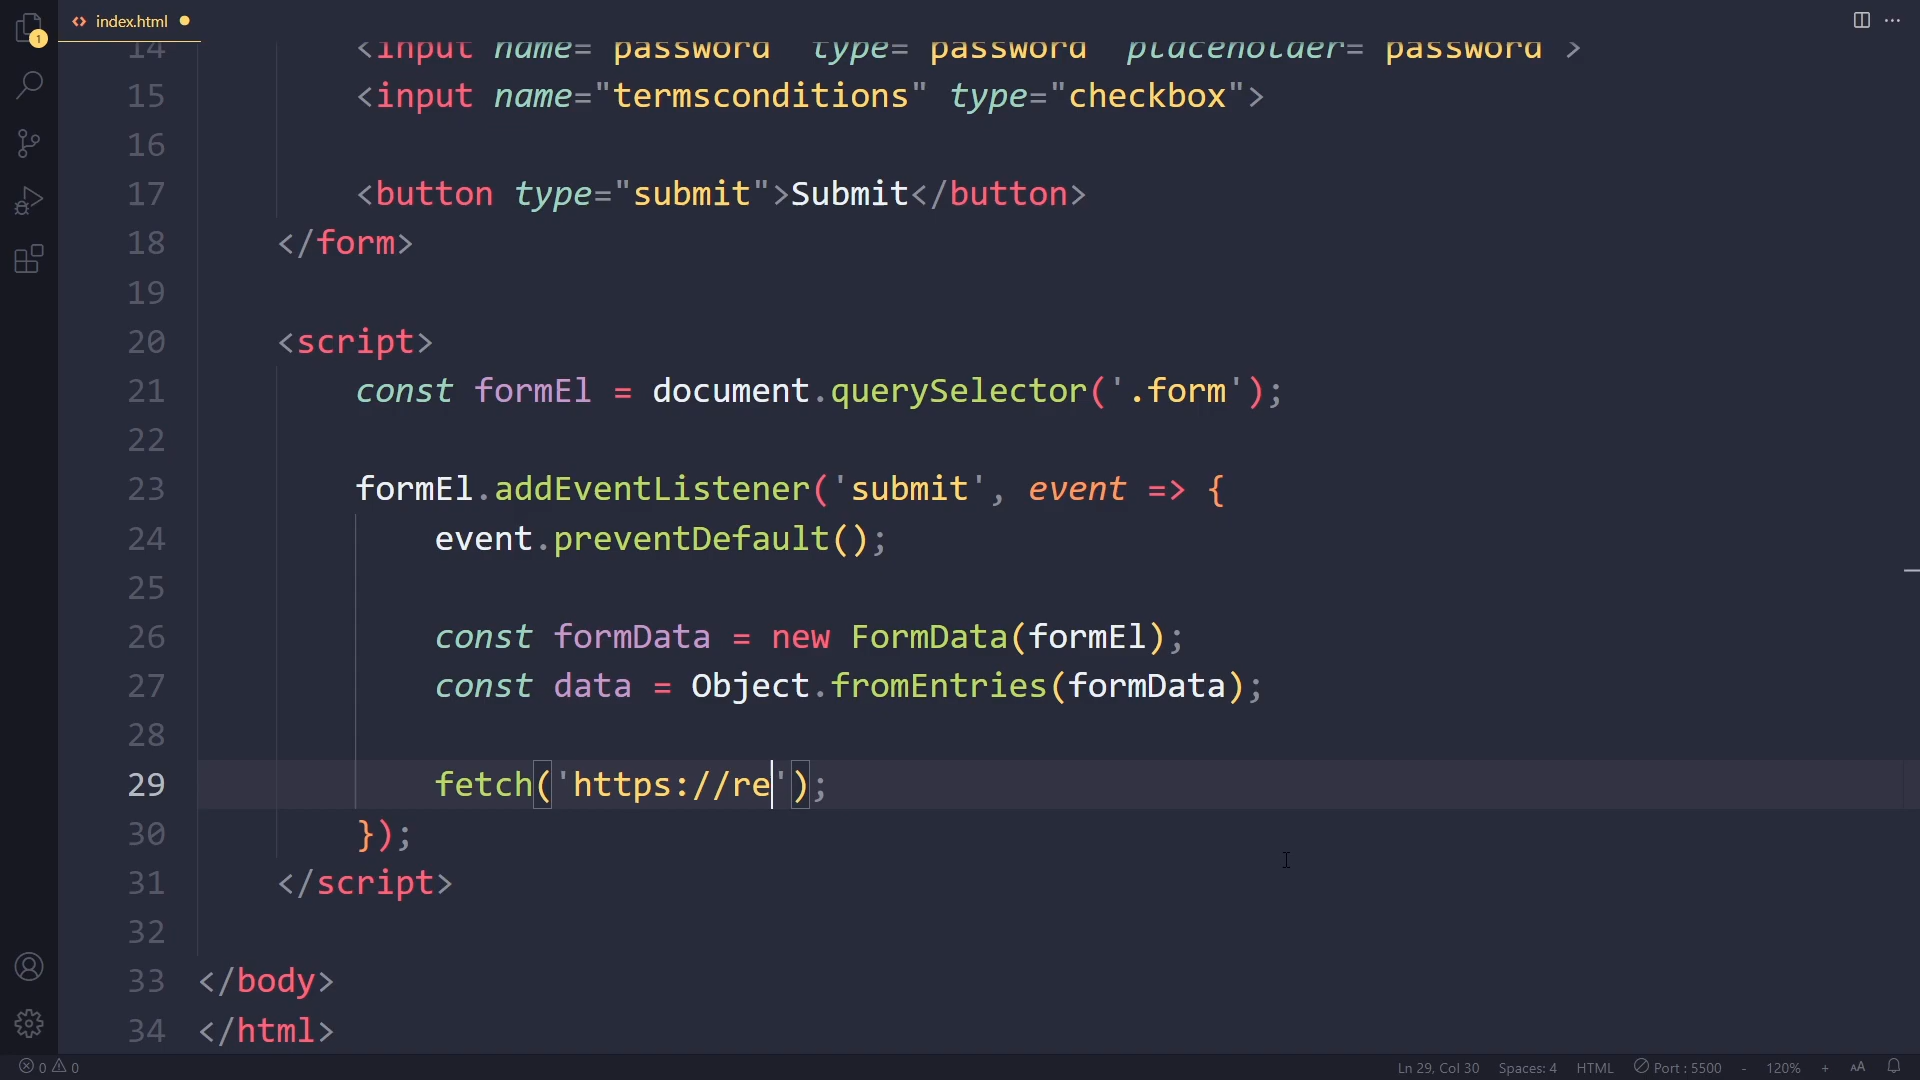 1
<> index.html
14 <input name="password" type="password" placeholder="password">
15 <input name="termsconditions" type="checkbox">
16
17 <button type="submit">Submit</button>
18 </form>
19
20 <script>
21 const formEl = document.querySelector('.form');
22
23 formEl.addEventListener('submit', event => {
24 event.preventDefault();
25
26 const formData = new FormData(formEl);
27 const data = Object.fromEntries(formData);
28
29 fetch('https://re');
30 });
31 </script>
32
33 </body>
34 </html>
0 0 Ln 29, Col 30 Spaces: 4 HTML Port : 5500 - 120% + AA